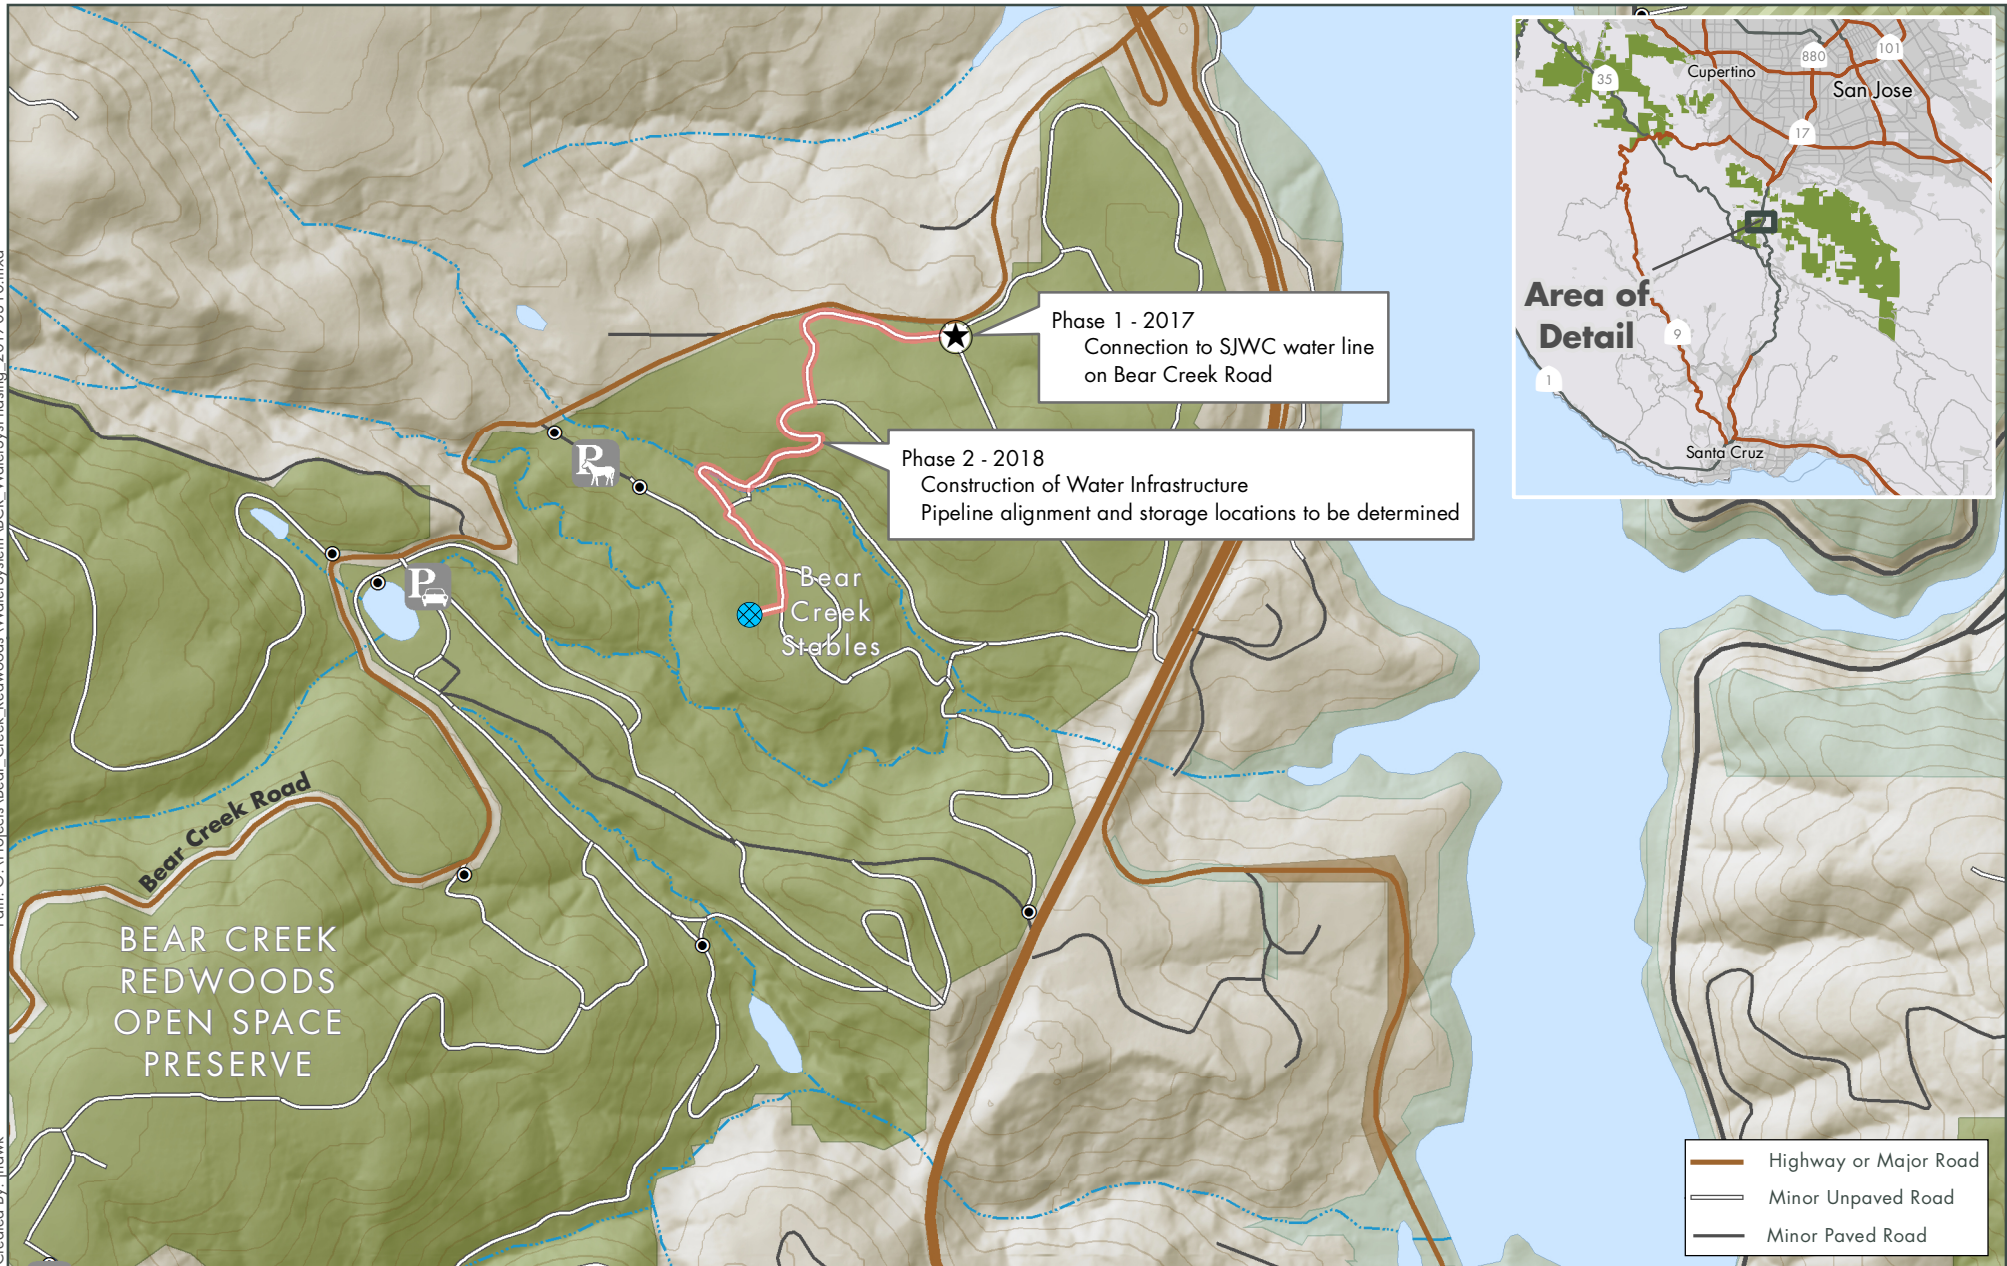 Phase 1 - 2017
Connection to SJWC water line
on Bear Creek Road
Phase 2 - 2018
Construction of Water Infrastructure
Pipeline alignment and storage locations to be determined
P
P
Bear
Creek
Stables
Bear Creek Road
BEAR CREEK
REDWOODS
OPEN SPACE
PRESERVE
35
Cupertino
880
101
San Jose
17
Area of
Detail
9
1
Santa Cruz
Highway or Major Road
Minor Unpaved Road
Minor Paved Road